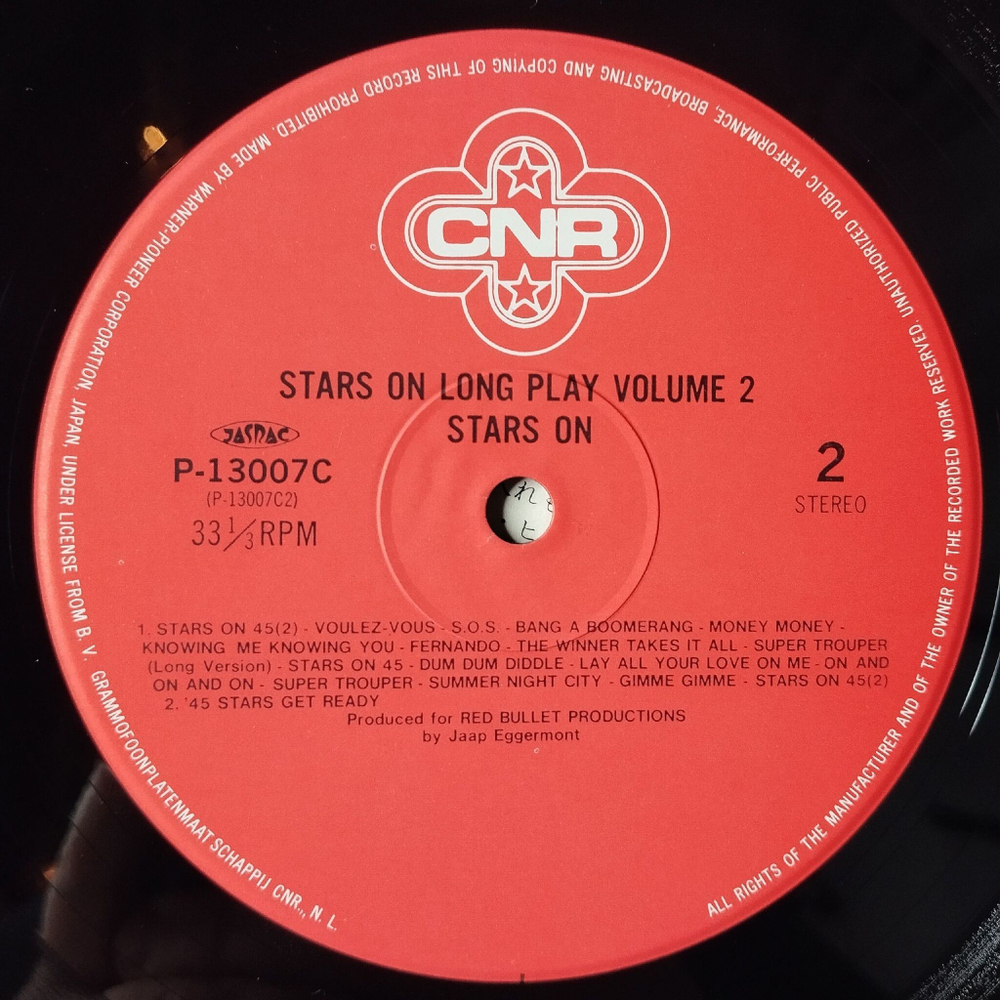 CNR
STARS ON LONG PLAY VOLUME 2
STARS ON
JASRAC
P-13007C
(P-13007C2)
33 1/3 RPM
2
STEREO
1. STARS ON 45(2) - VOULEZ-VOUS - S.O.S. - BANG A BOOMERANG - MONEY MONEY -
KNOWING ME KNOWING YOU - FERNANDO - THE WINNER TAKES IT ALL - SUPER TROUPER
(Long Version) - STARS ON 45 - DUM DUM DIDDLE - LAY ALL YOUR LOVE ON ME - ON AND
ON AND ON - SUPER TROUPER - SUMMER NIGHT CITY - GIMME GIMME - STARS ON 45(2)
2. '45 STARS GET READY
Produced for RED BULLET PRODUCTIONS
by Jaap Eggermont
ALL RIGHTS OF THE MANUFACTURER AND OF THE OWNER OF THE RECORDED WORK RESERVED. UNAUTHORIZED PUBLIC PERFORMANCE, BROADCASTING AND COPYING OF THIS RECORD PROHIBITED. MADE BY WARNER-PIONEER CORPORATION, JAPAN, UNDER LICENSE FROM B. V. GRAMMOFOONPLATENMAATSCHAPPIJ CNR., N. L.